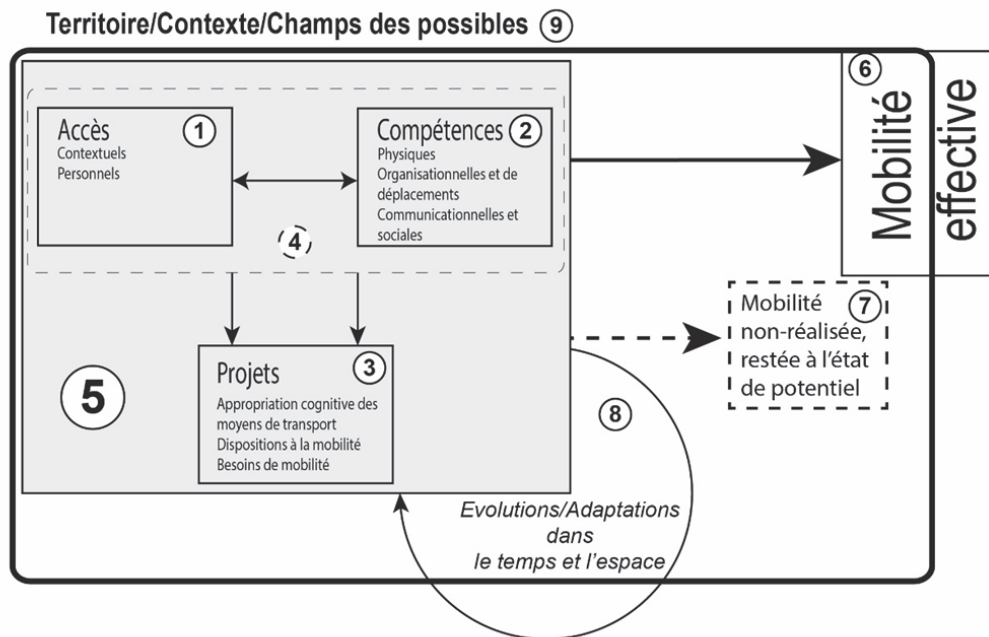 Territoire/Contexte/Champs des possibles 9
Accès 1
Contextuels
Personnels
Compétences 2
Physiques
Organisationnelles et de
déplacements
Communicationnelles et
sociales
4
Projets 3
Appropriation cognitive des
moyens de transport
Dispositions à la mobilité
Besoins de mobilité
5
6
Mobilité
effective
Mobilité 7
non-réalisée,
restée à l'état
de potentiel
8
Evolutions/Adaptations
dans
le temps et l'espace